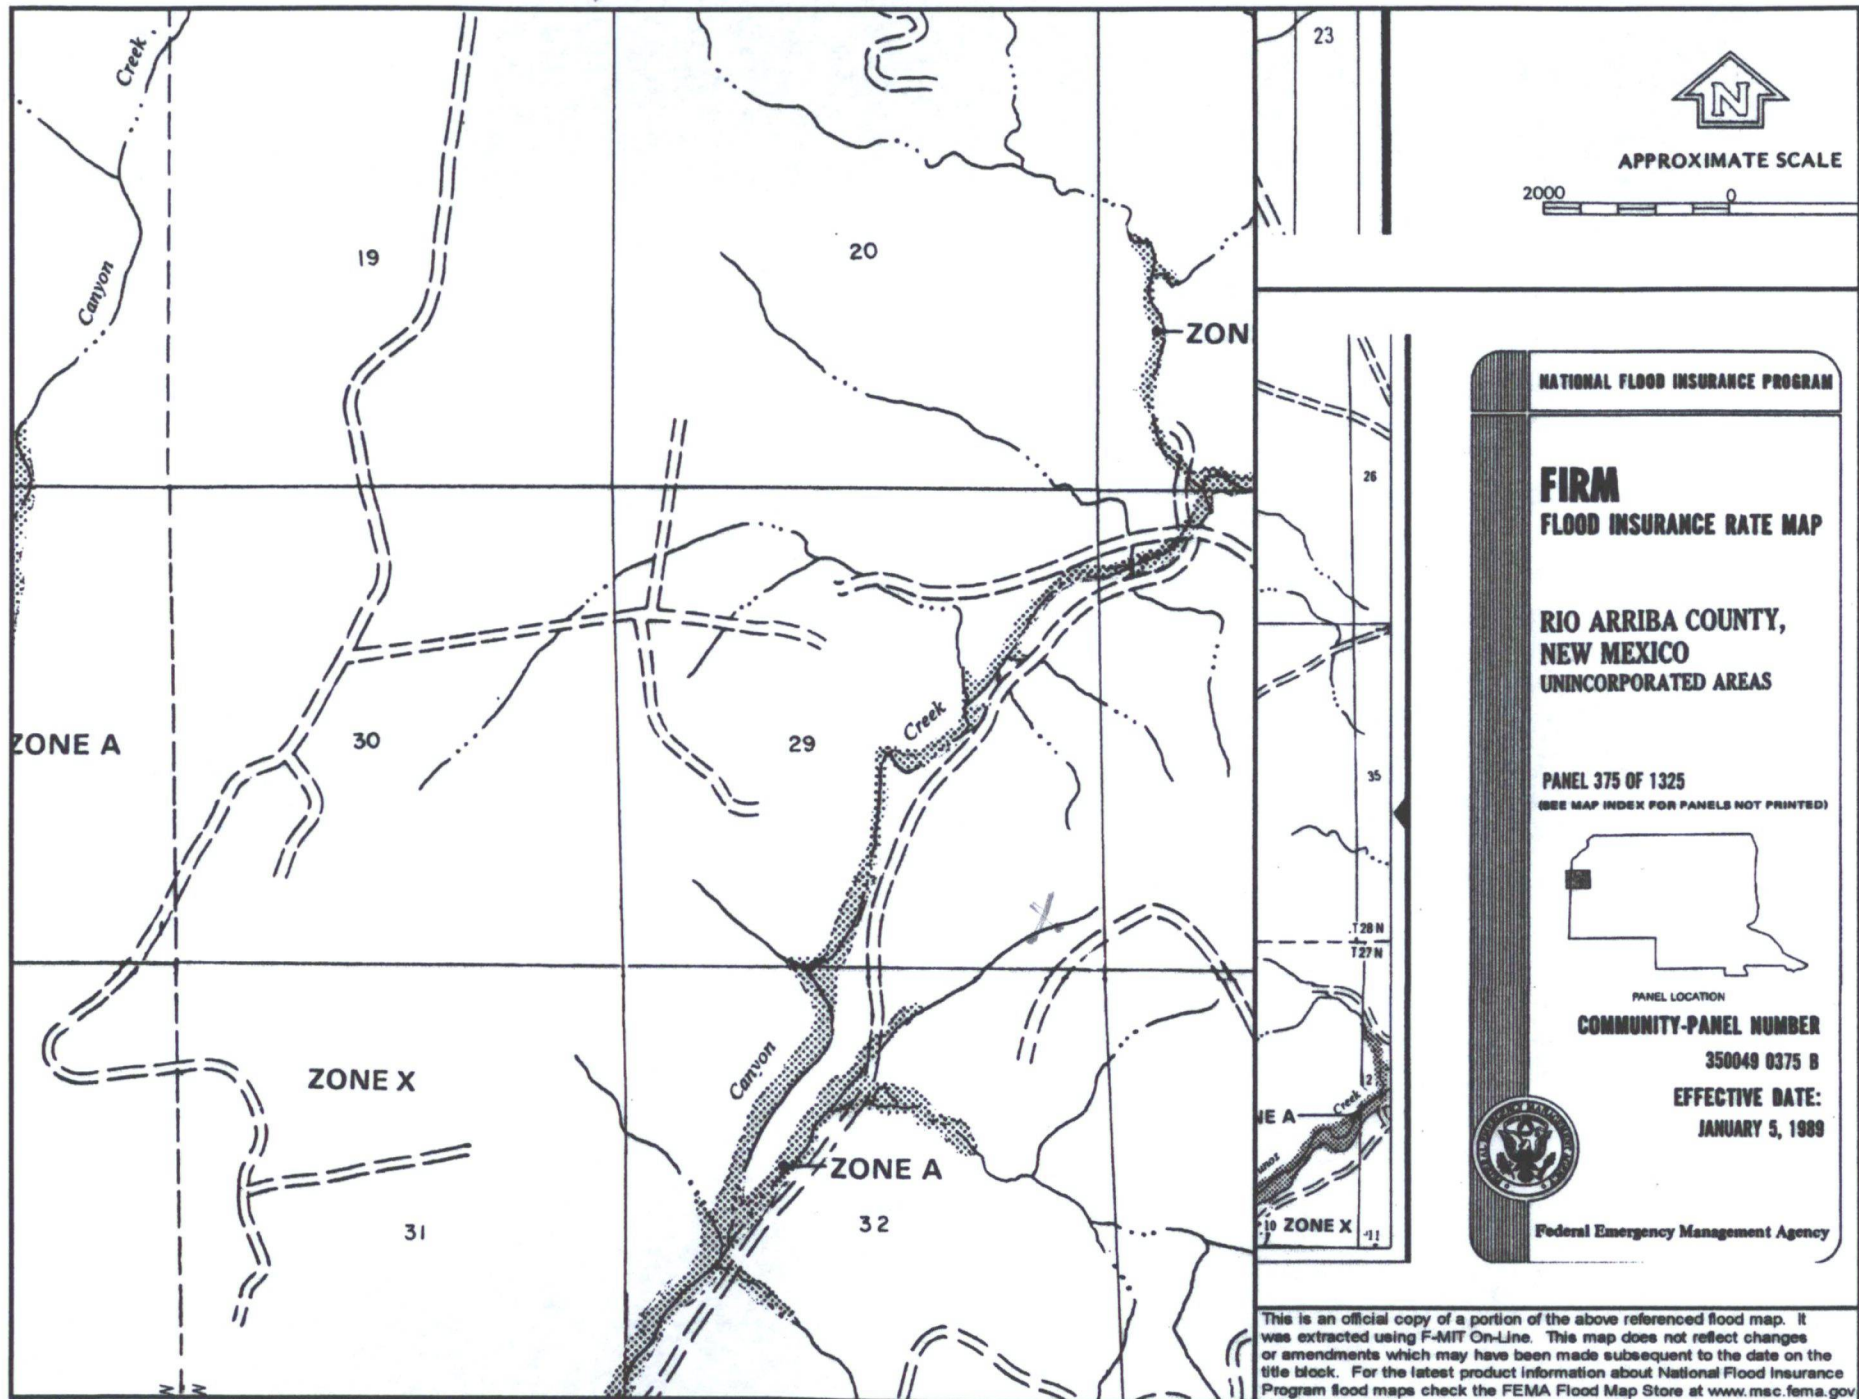 Creek
Canyon
19
20
ZON
ZONE A
30
29
Creek
ZONE X
Canyon
ZONE A
31
32
W
W
23
26
35
T28N
T27N
2
Creek
NE A
10 ZONE X
11
N
APPROXIMATE SCALE
2000 0
NATIONAL FLOOD INSURANCE PROGRAM
FIRM
FLOOD INSURANCE RATE MAP
RIO ARRIBA COUNTY,
NEW MEXICO
UNINCORPORATED AREAS
PANEL 375 OF 1325
(SEE MAP INDEX FOR PANELS NOT PRINTED)
PANEL LOCATION
COMMUNITY-PANEL NUMBER
350049 0375 B
EFFECTIVE DATE:
JANUARY 5, 1989
Federal Emergency Management Agency
This is an official copy of a portion of the above referenced flood map. It
was extracted using F-MIT On-Line. This map does not reflect changes
or amendments which may have been made subsequent to the date on the
title block. For the latest product information about National Flood Insurance
Program flood maps check the FEMA Flood Map Store at www.msc.fema.gov